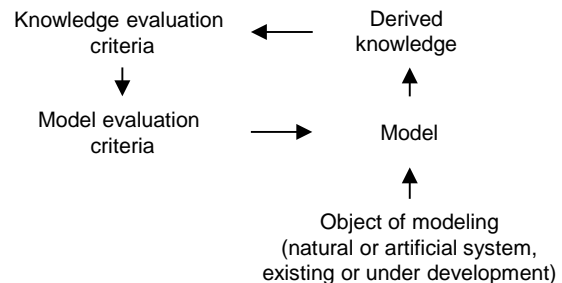 Knowledge evaluation
criteria
Derived
knowledge
Model evaluation
criteria
Model
Object of modeling
(natural or artificial system,
existing or under development)